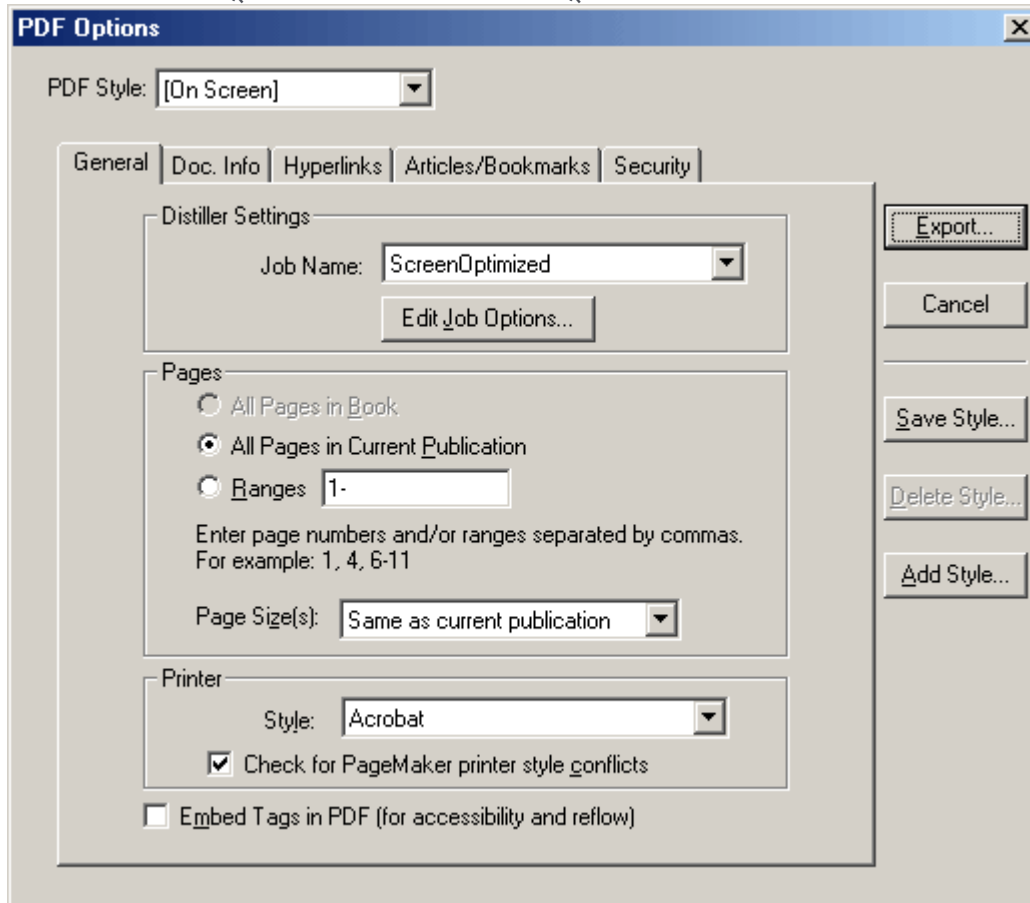 PDF Options
PDF Style: [On Screen]
General Doc. Info Hyperlinks Articles/Bookmarks Security
Distiller Settings
Job Name: ScreenOptimized
Edit Job Options...
Pages
All Pages in Book
All Pages in Current Publication
Ranges 1-
Enter page numbers and/or ranges separated by commas.
For example: 1, 4, 6-11
Page Size(s): Same as current publication
Printer
Style: Acrobat
Check for PageMaker printer style conflicts
Embed Tags in PDF (for accessibility and reflow)
Export...
Cancel
Save Style...
Delete Style...
Add Style...